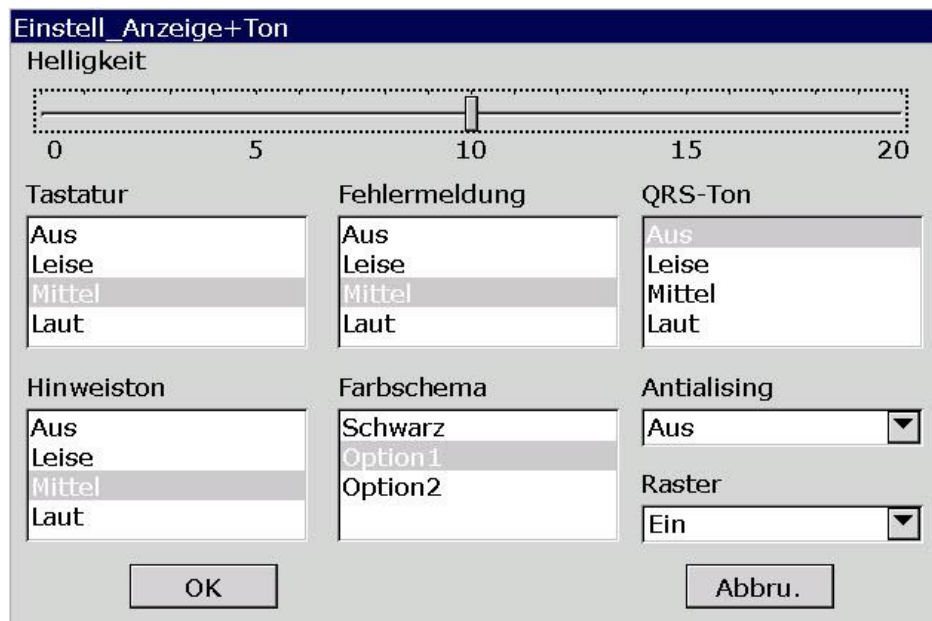 Einstell_Anzeige+Ton
Helligkeit
0 5 10 15 20
Tastatur
Aus
Leise
Mittel
Laut
Fehlermeldung
Aus
Leise
Mittel
Laut
QRS-Ton
Aus
Leise
Mittel
Laut
Hinweiston
Aus
Leise
Mittel
Laut
Farbschema
Schwarz
Option1
Option2
Antialising
Aus
Raster
Ein
OK
Abbru.